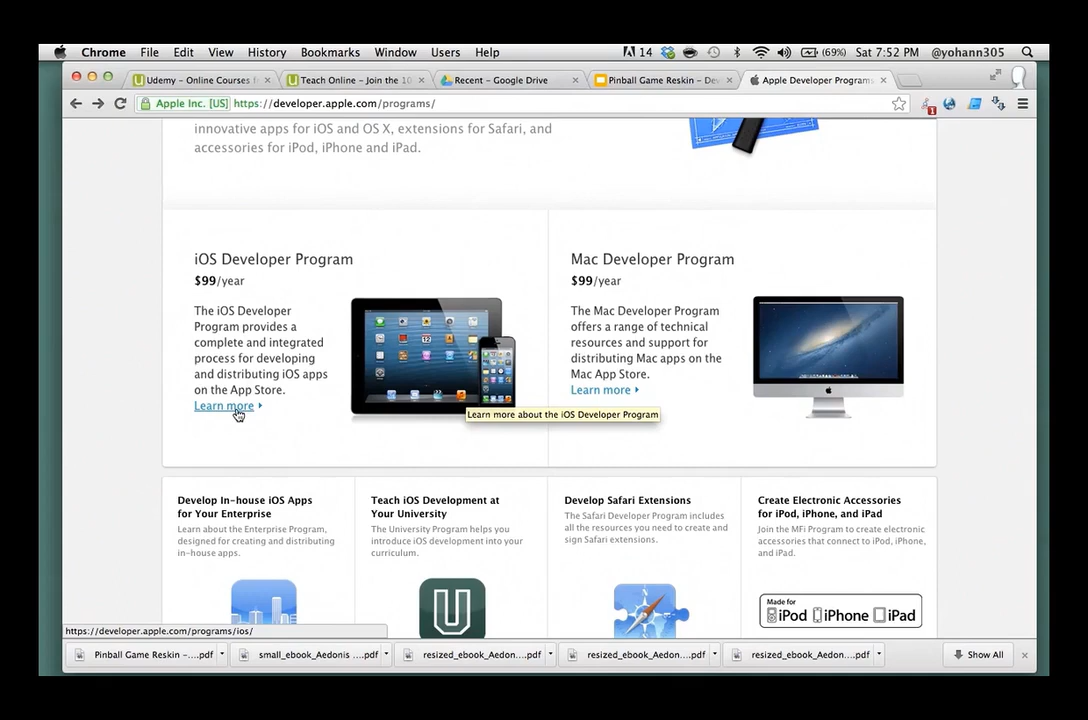 Chrome File Edit View History Bookmarks Window Users Help
14 (69%) Sat 7:52 PM @yohann305
Udemy – Online Courses
Teach Online – Join the 10
Recent – Google Drive
Pinball Game Reskin – De
Apple Developer Programs
Apple Inc. [US] https://developer.apple.com/programs/
innovative apps for iOS and OS X, extensions for Safari, and
accessories for iPod, iPhone and iPad.
iOS Developer Program
$99/year
The iOS Developer
Program provides a
complete and integrated
process for developing
and distributing iOS apps
on the App Store.
Learn more
Learn more about the iOS Developer Program
Mac Developer Program
$99/year
The Mac Developer Program
offers a range of technical
resources and support for
distributing Mac apps on the
Mac App Store.
Learn more
Develop In-house iOS Apps
for Your Enterprise
Learn about the Enterprise Program,
designed for creating and distributing
in-house apps.
Teach iOS Development at
Your University
The University Program helps you
introduce iOS development into your
curriculum.
Develop Safari Extensions
The Safari Developer Program includes
all the resources you need to create and
sign Safari extensions.
Create Electronic Accessories
for iPod, iPhone, and iPad
Join the MFi Program to create electronic
accessories that connect to iPod, iPhone,
and iPad.
U
Made for
iPod iPhone iPad
https://developer.apple.com/programs/ios/
Pinball Game Reskin –....pdf
small_ebook_Aedonis ....pdf
resized_ebook_Aedon....pdf
resized_ebook_Aedon....pdf
resized_ebook_Aedon....pdf
Show All